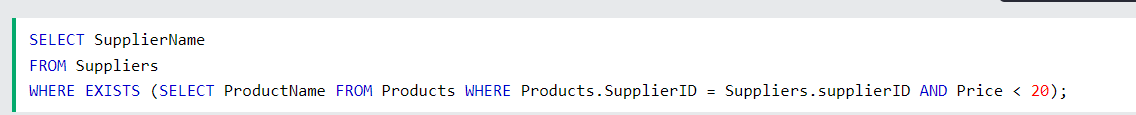 SELECT SupplierName
FROM Suppliers
WHERE EXISTS (SELECT ProductName FROM Products WHERE Products.SupplierID = Suppliers.supplierID AND Price < 20);